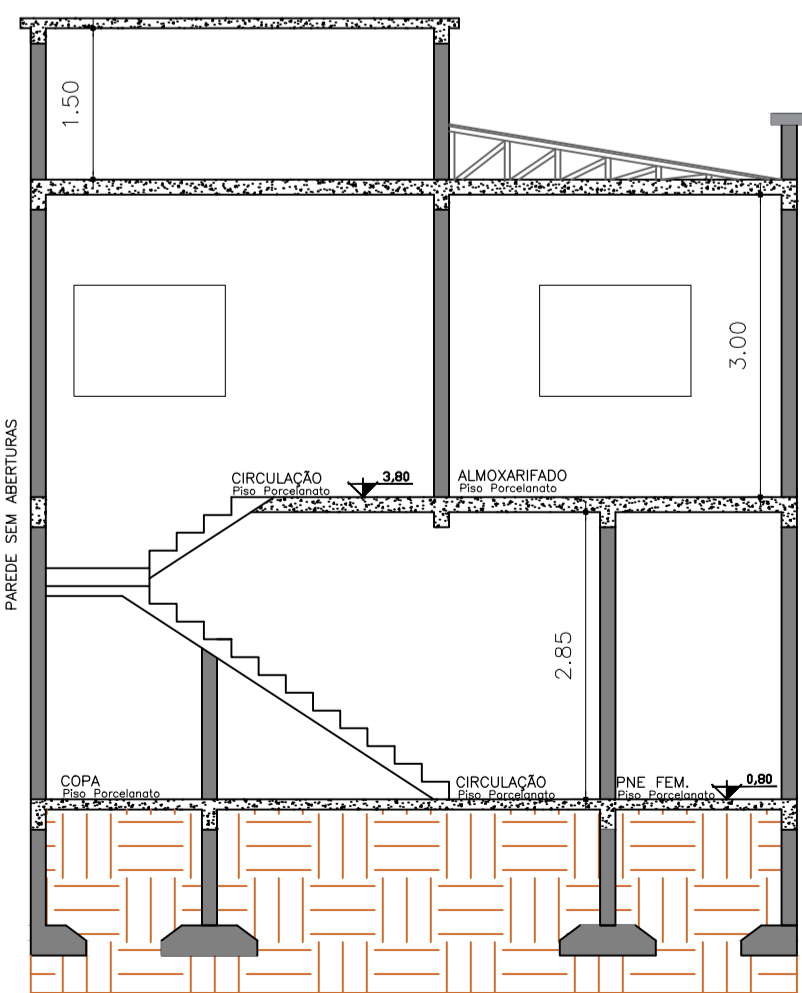 1.50
3.00
PAREDE SEM ABERTURAS
CIRCULAÇÃO
Piso Porcelanato
3,80
ALMOXARIFADO
Piso Porcelanato
2.85
COPA
Piso Porcelanato
CIRCULAÇÃO
Piso Porcelanato
PNE FEM.
Piso Porcelanato
0,80